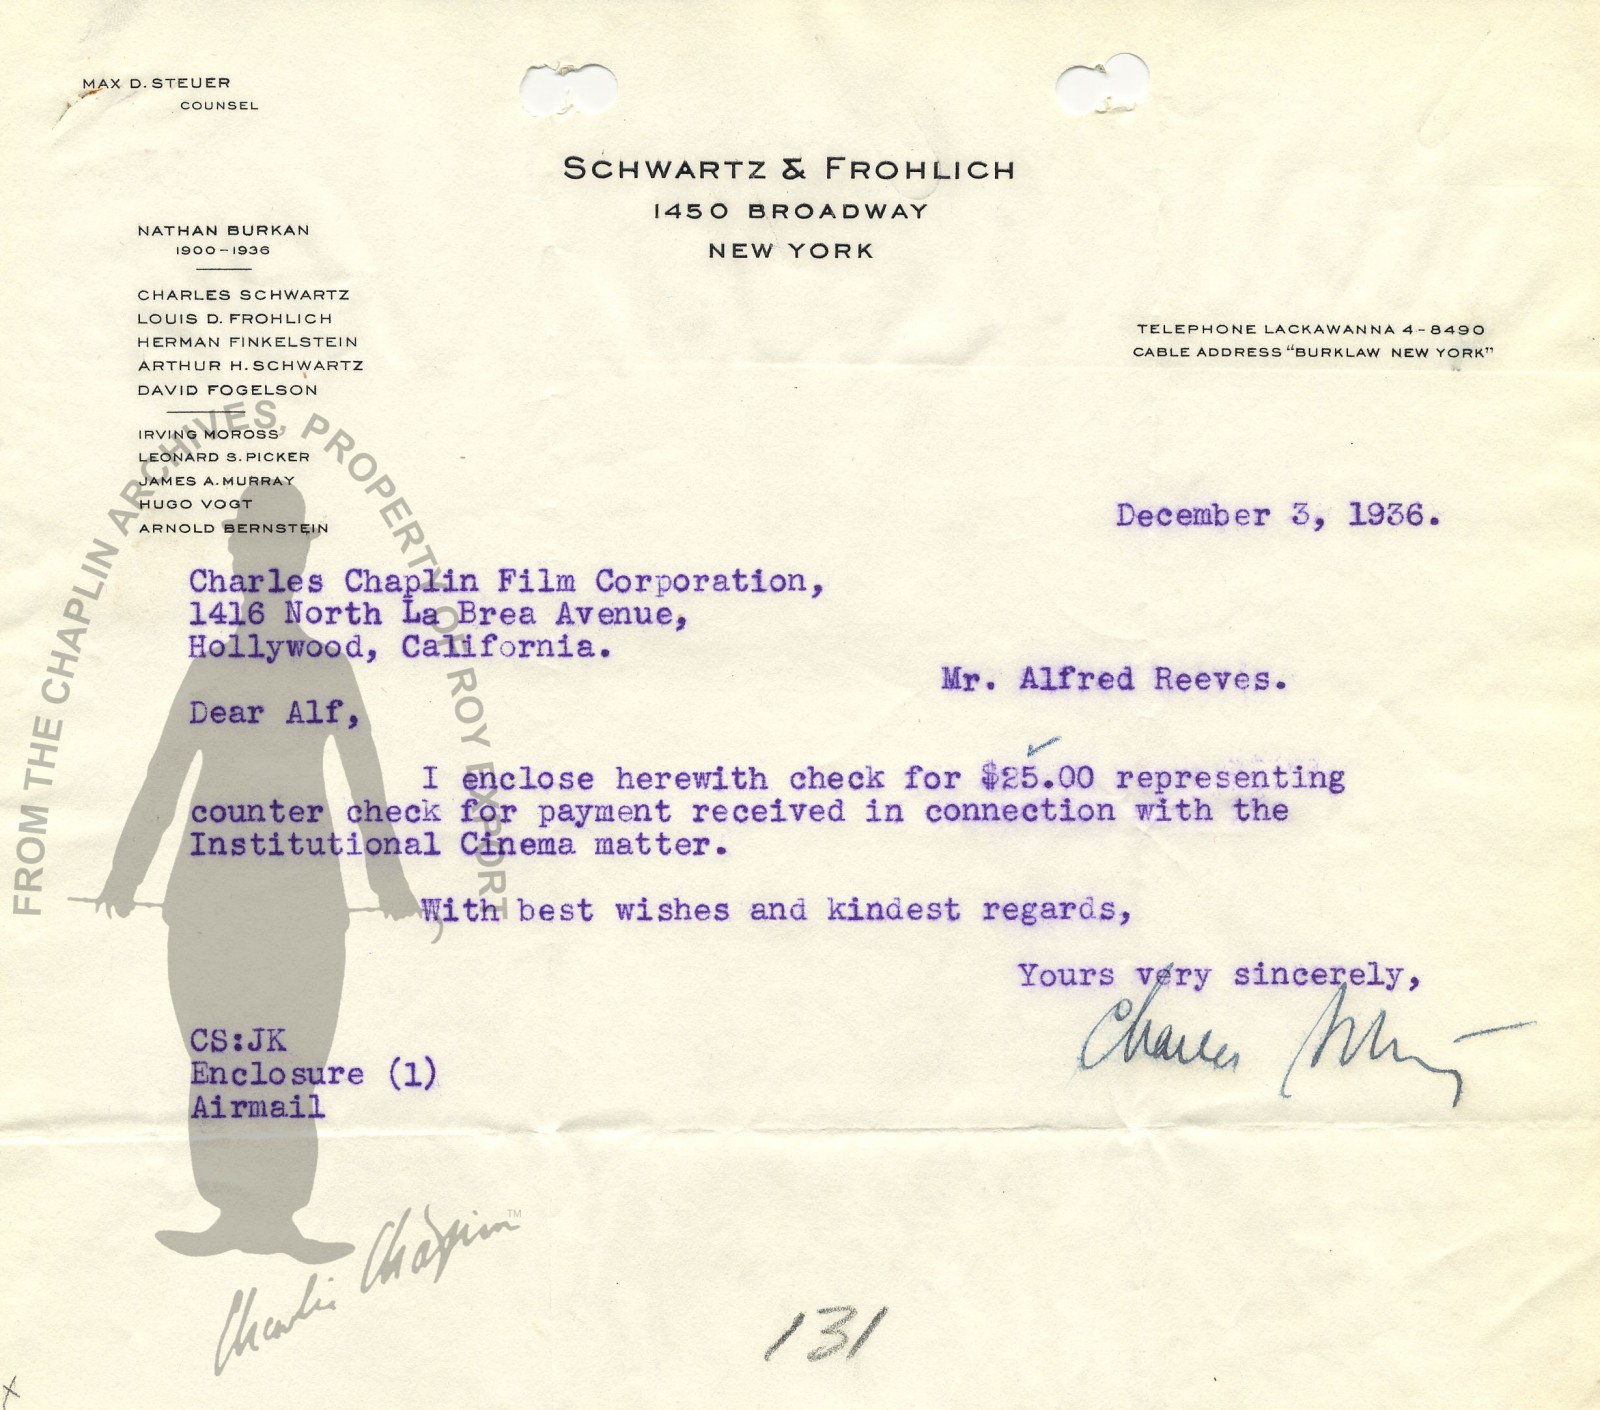 MAX D. STEUER
COUNSEL
SCHWARTZ & FROHLICH
1450 BROADWAY
NEW YORK
NATHAN BURKAN
1900-1936
CHARLES SCHWARTZ
LOUIS D. FROHLICH
HERMAN FINKELSTEIN
ARTHUR H. SCHWARTZ
DAVID FOGELSON
IRVING MOROSS
LEONARD S. PICKER
JAMES A. MURRAY
HUGO VOGT
ARNOLD BERNSTEIN
TELEPHONE LACKAWANNA 4-8490
CABLE ADDRESS "BURKLAW NEW YORK"
December 3, 1936.
Charles Chaplin Film Corporation,
1416 North La Brea Avenue,
Hollywood, California.
Mr. Alfred Reeves.
Dear Alf,
I enclose herewith check for $25.00 representing
counter check for payment received in connection with the
Institutional Cinema matter.
With best wishes and kindest regards,
Yours very sincerely,
Charles Schwartz
CS:JK
Enclosure (1)
Airmail
131
FROM THE CHAPLIN ARCHIVES, PROPERTY OF ROY EXPORT
Charlie Chaplin™